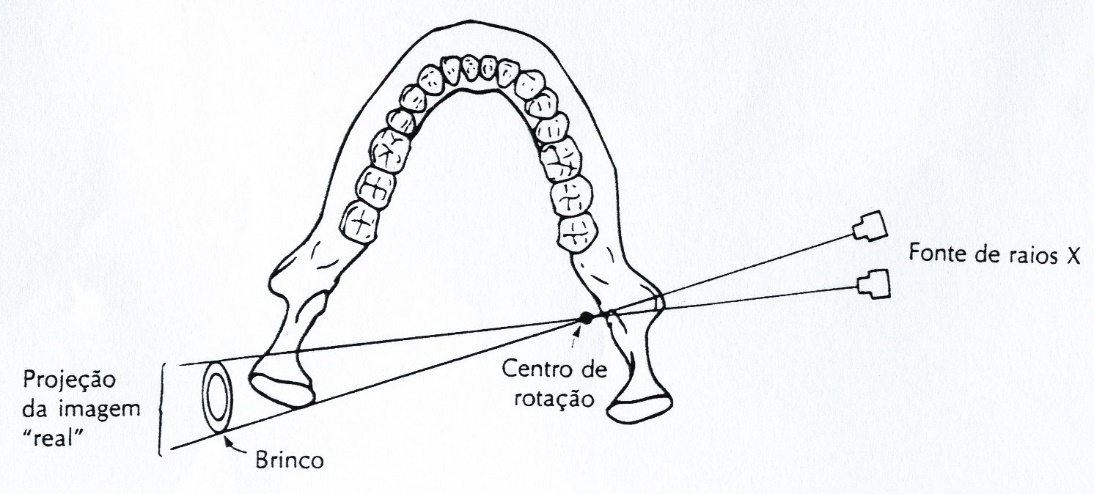 Fonte de raios X
Centro de
rotação
Projeção
da imagem
"real"
Brinco